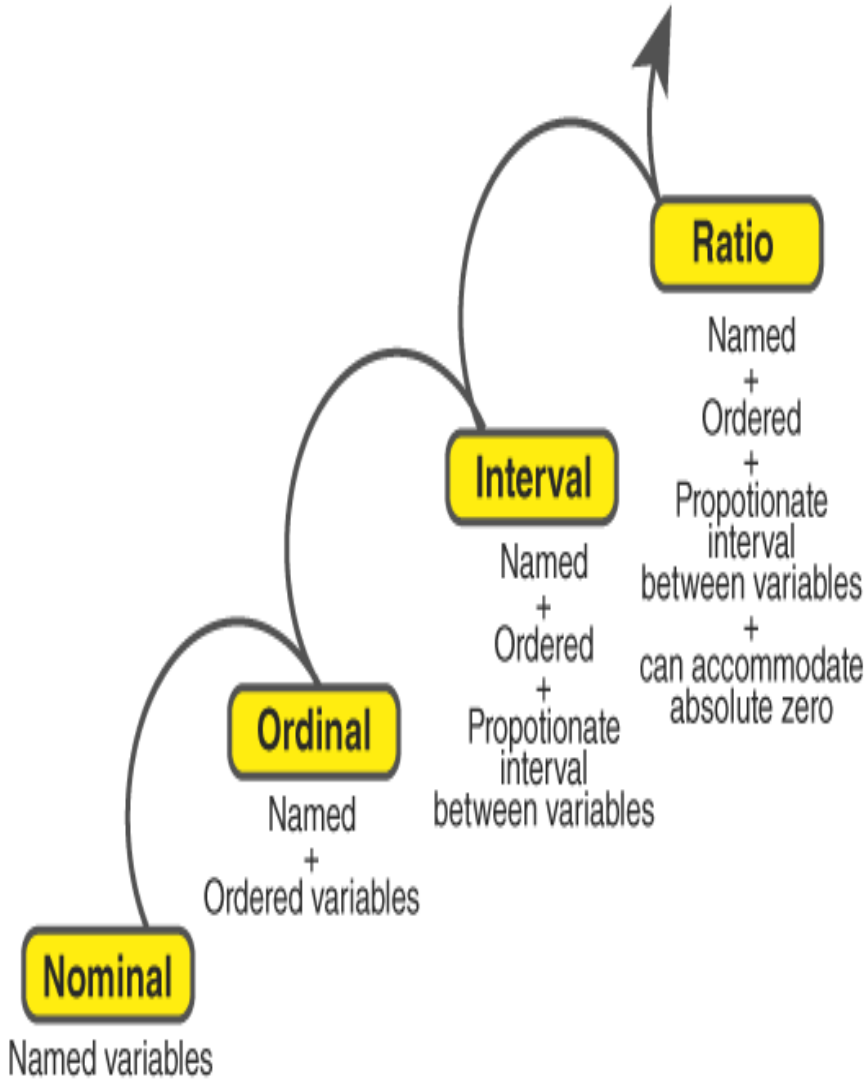 Ratio
Named
+
Ordered
+
Propotionate
interval
between variables
+
can accommodate
absolute zero
Interval
Named
+
Ordered
+
Propotionate
interval
between variables
Ordinal
Named
+
Ordered variables
Nominal
Named variables